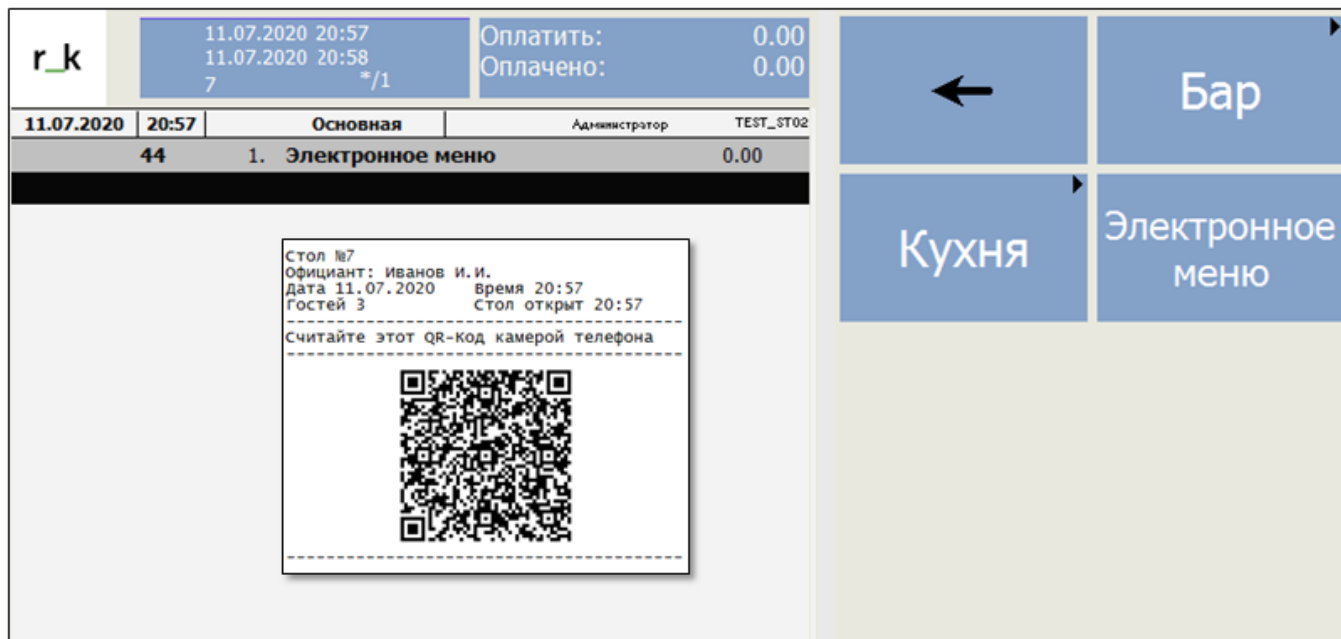 r_k
11.07.2020 20:57
11.07.2020 20:58
7 */1
Оплатить: 0.00
Оплачено: 0.00
11.07.2020 20:57 Основная Администратор TEST_ST02
44 1. Электронное меню 0.00
Стол №7
Официант: Иванов И.И.
Дата 11.07.2020 Время 20:57
Гостей 3 Стол открыт 20:57
Считайте этот QR-Код камерой телефона
Бар
Кухня
Электронное
меню